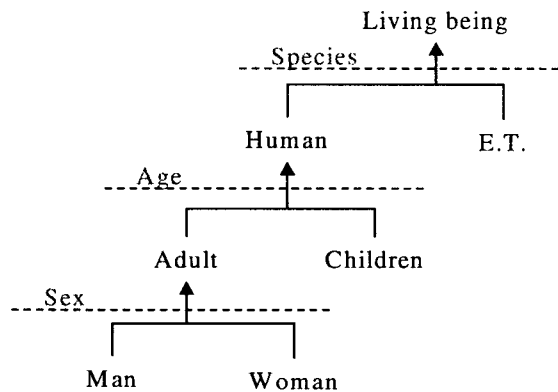 Living being
Species
Human
E.T.
Age
Adult
Children
Sex
Man
Woman